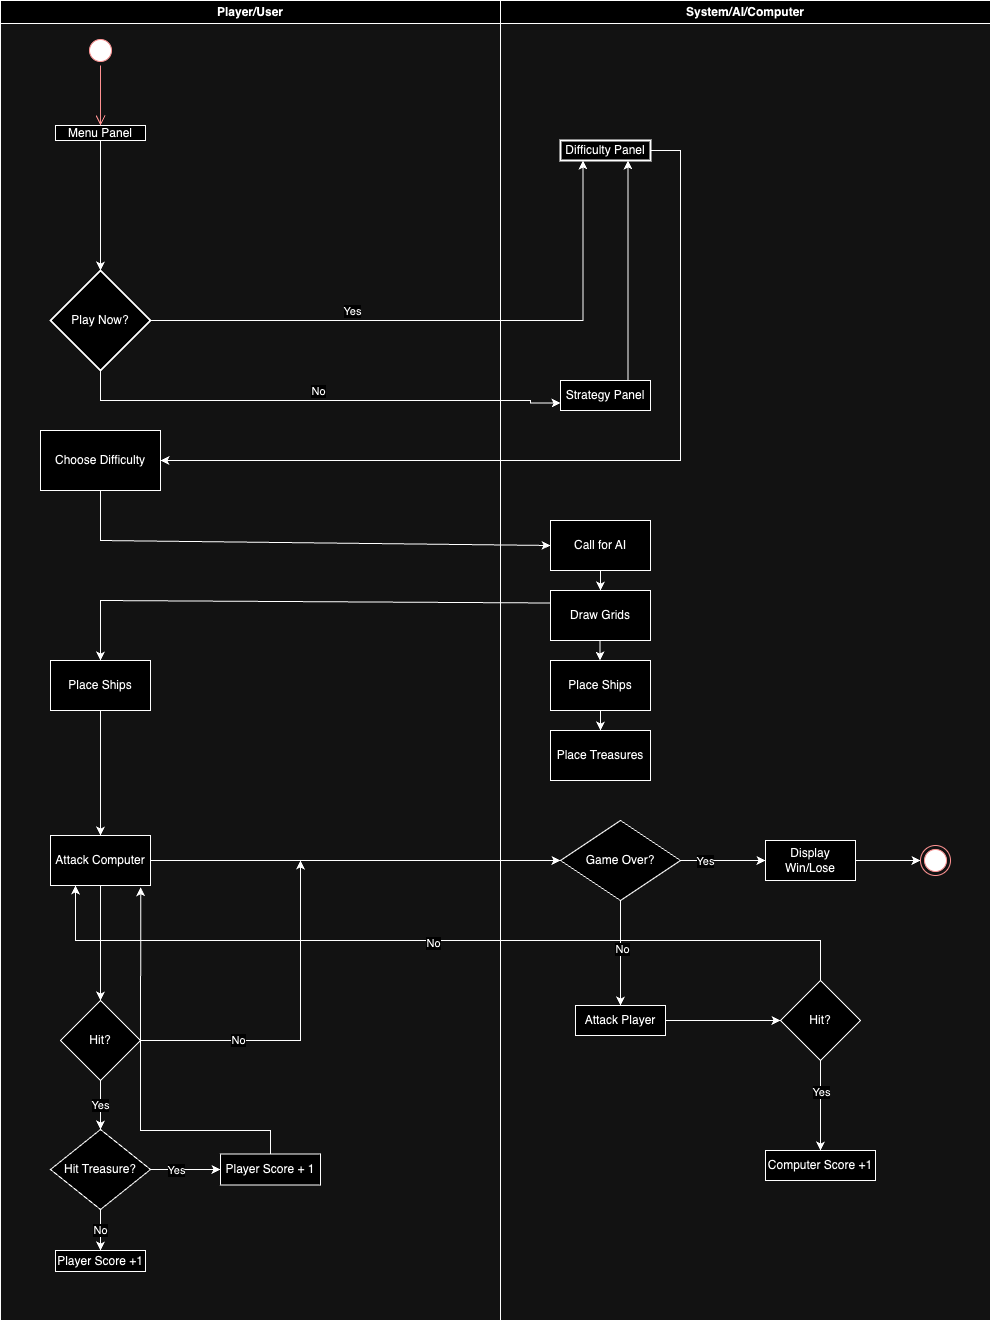 Player/User
System/AI/Computer
Menu Panel
Difficulty Panel
Play Now?
Yes
No
Strategy Panel
Choose Difficulty
Call for AI
Draw Grids
Place Ships
Place Ships
Place Treasures
Attack Computer
Game Over?
Yes
Display
Win/Lose
No
No
Attack Player
Hit?
Hit?
No
Yes
Yes
Hit Treasure?
Yes
Player Score + 1
Computer Score +1
No
Player Score +1